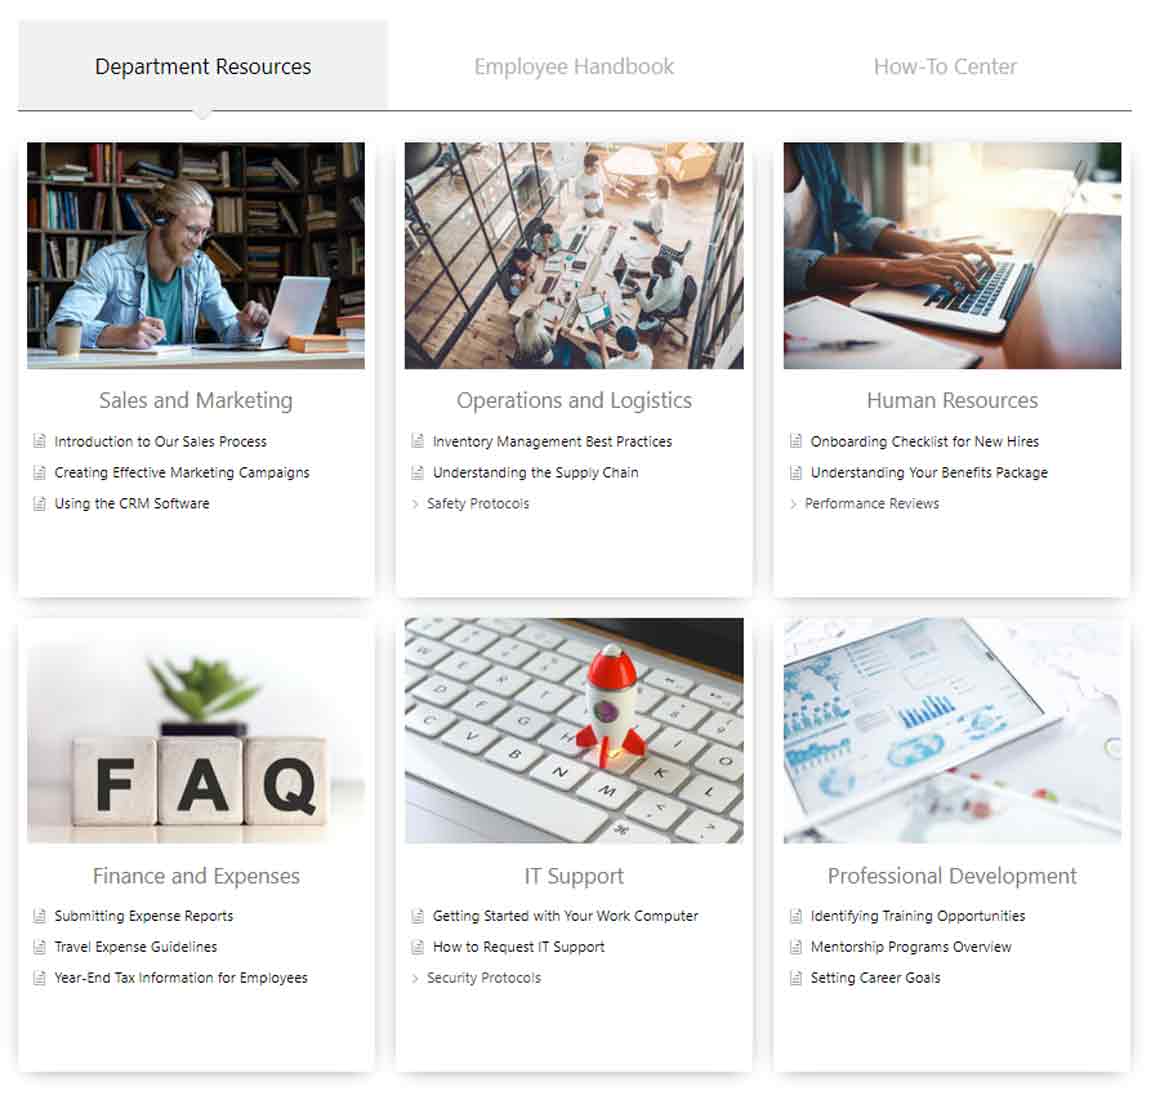 Department Resources
Employee Handbook
How-To Center
Sales and Marketing
Introduction to Our Sales Process
Creating Effective Marketing Campaigns
Using the CRM Software
Operations and Logistics
Inventory Management Best Practices
Understanding the Supply Chain
Safety Protocols
Human Resources
Onboarding Checklist for New Hires
Understanding Your Benefits Package
Performance Reviews
FAQ
Finance and Expenses
Submitting Expense Reports
Travel Expense Guidelines
Year-End Tax Information for Employees
IT Support
Getting Started with Your Work Computer
How to Request IT Support
Security Protocols
Professional Development
Identifying Training Opportunities
Mentorship Programs Overview
Setting Career Goals